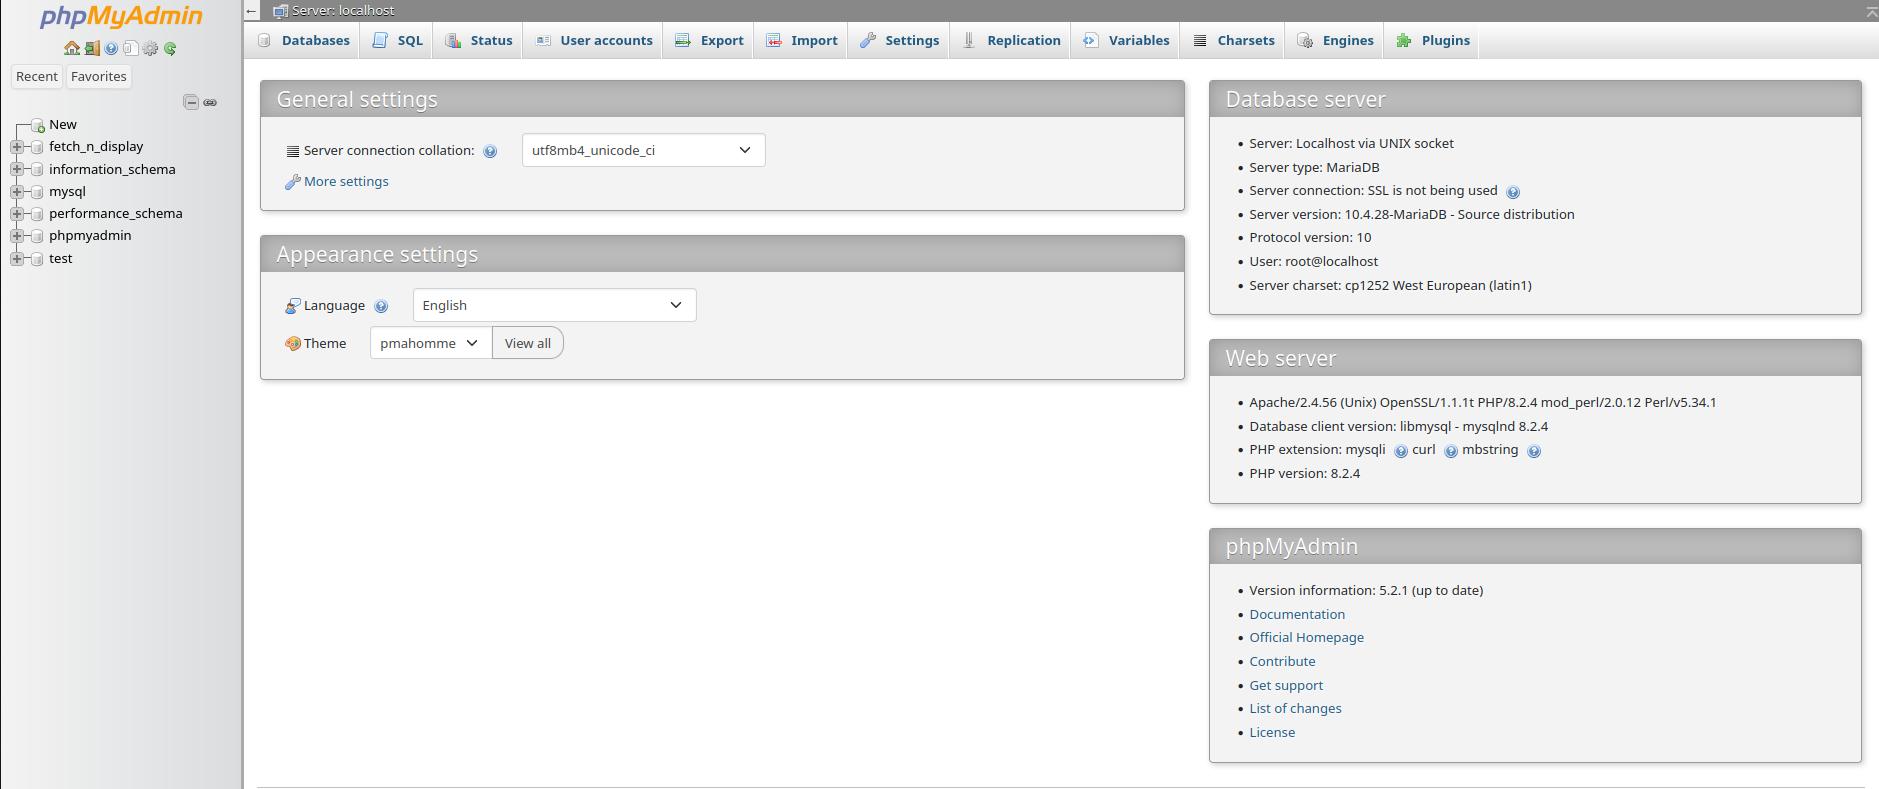 phpMyAdmin
Recent Favorites
New
fetch_n_display
information_schema
mysql
performance_schema
phpmyadmin
test
Server: localhost
Databases SQL Status User accounts Export Import Settings Replication Variables Charsets Engines Plugins
General settings
Server connection collation: utf8mb4_unicode_ci
More settings
Appearance settings
Language English
Theme pmahomme View all
Database server
• Server: Localhost via UNIX socket
• Server type: MariaDB
• Server connection: SSL is not being used
• Server version: 10.4.28-MariaDB - Source distribution
• Protocol version: 10
• User: root@localhost
• Server charset: cp1252 West European (latin1)
Web server
• Apache/2.4.56 (Unix) OpenSSL/1.1.1t PHP/8.2.4 mod_perl/2.0.12 Perl/v5.34.1
• Database client version: libmysql - mysqlnd 8.2.4
• PHP extension: mysqli curl mbstring
• PHP version: 8.2.4
phpMyAdmin
• Version information: 5.2.1 (up to date)
• Documentation
• Official Homepage
• Contribute
• Get support
• List of changes
• License